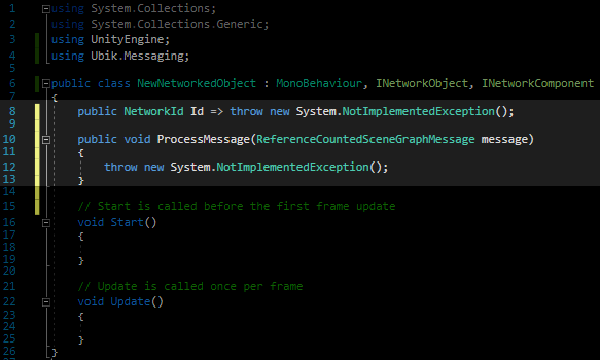 1 using System.Collections;
2 using System.Collections.Generic;
3 using UnityEngine;
4 using Ubik.Messaging;
5
6 public class NewNetworkedObject : MonoBehaviour, INetworkObject, INetworkComponent
7 {
8 public NetworkId Id => throw new System.NotImplementedException();
9
10 public void ProcessMessage(ReferenceCountedSceneGraphMessage message)
11 {
12 throw new System.NotImplementedException();
13 }
14
15 // Start is called before the first frame update
16 void Start()
17 {
18
19 }
20
21 // Update is called once per frame
22 void Update()
23 {
24
25 }
26 }